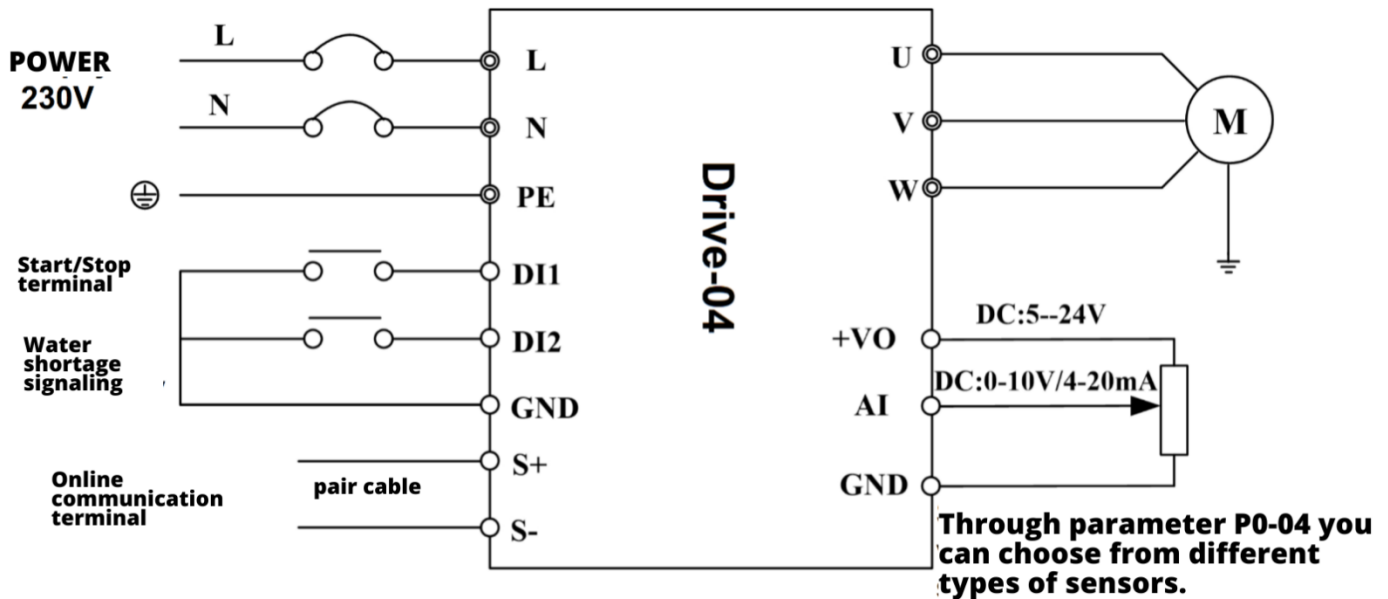 POWER
230V
L
N
L
N
PE
Start/Stop
terminal
DI1
Water
shortage
signaling
DI2
GND
Online
communication
terminal
pair cable
S+
S-
Drive-04
U
V
W
M
+VO
DC:5--24V
AI
DC:0-10V/4-20mA
GND
Through parameter P0-04 you
can choose from different
types of sensors.